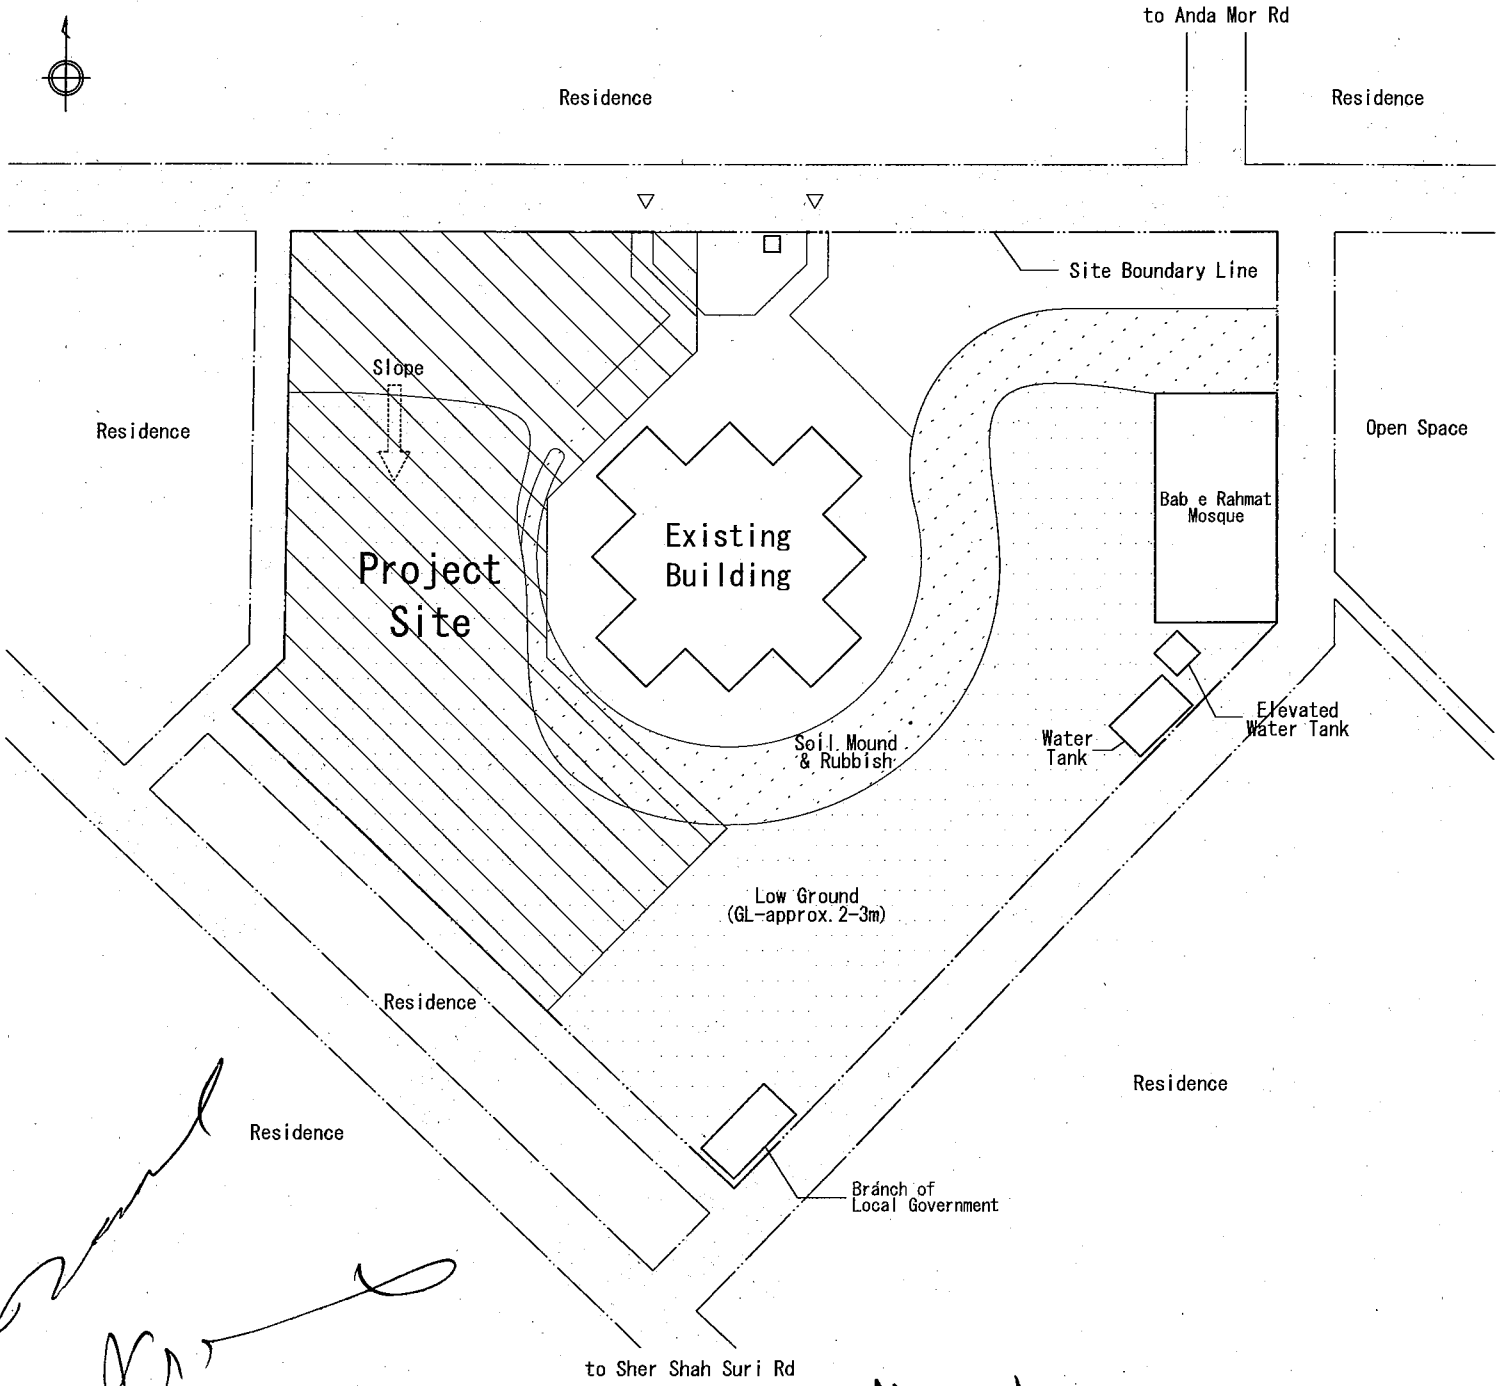 to Anda Mor Rd
Residence
Residence
Site Boundary Line
Slope
Residence
Open Space
Bab e Rahmat
Mosque
Existing
Building
Project
Site
Elevated
Water Tank
Water
Tank
Soil Mound
& Rubbish
Low Ground
(GL-approx. 2-3m)
Residence
Residence
Residence
Branch of
Local Government
to Sher Shah Suri Rd